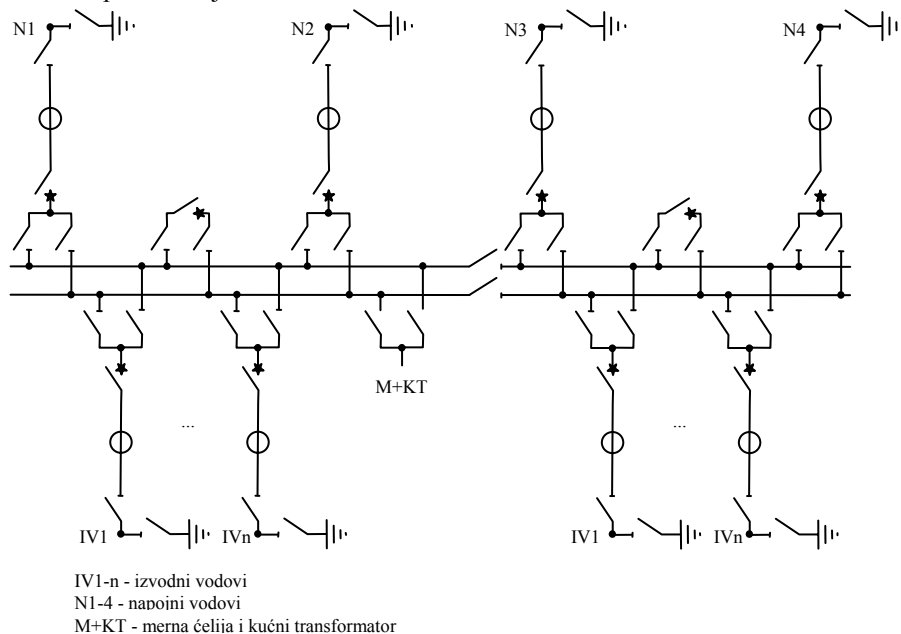 N1 N2 N3 N4
M+KT
... ...
IV1 IVn IV1 IVn
IV1-n - izvodni vodovi
N1-4 - napojni vodovi
M+KT - merna ćelija i kućni transformator